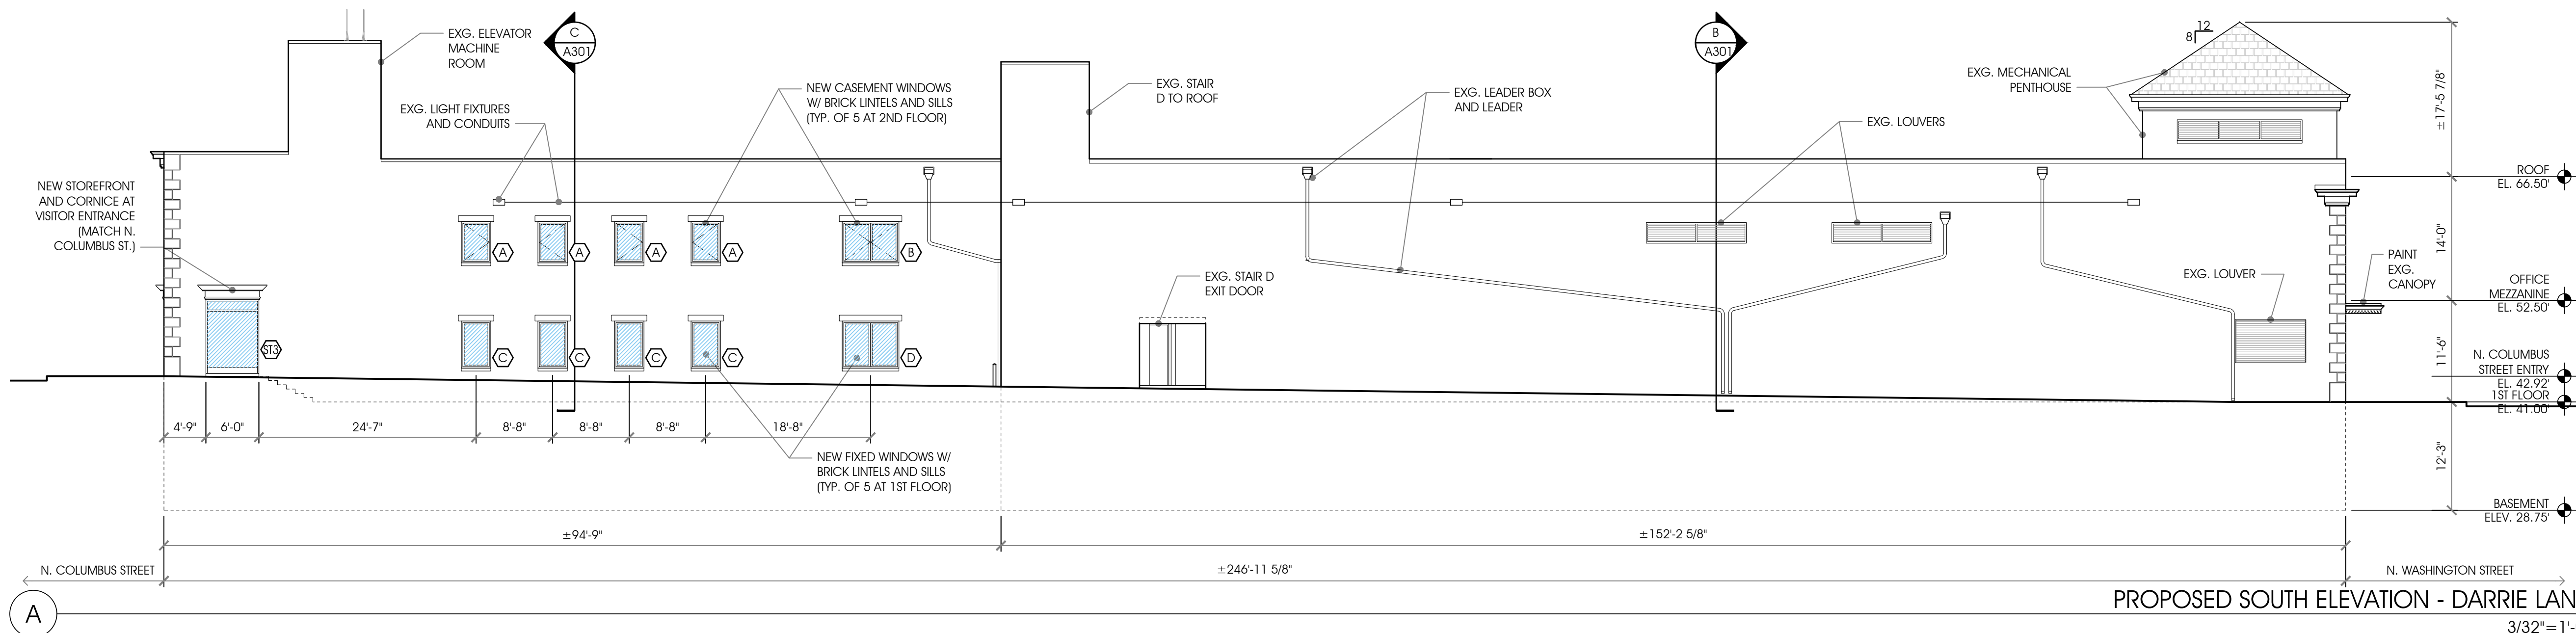 EXG. ELEVATOR
MACHINE
ROOM
C
A301
NEW CASEMENT WINDOWS
W/ BRICK LINTELS AND SILLS
(TYP. OF 5 AT 2ND FLOOR)
EXG. LIGHT FIXTURES
AND CONDUITS
EXG. STAIR
D TO ROOF
EXG. LEADER BOX
AND LEADER
B
A301
EXG. LOUVERS
EXG. MECHANICAL
PENTHOUSE
12
8
±17'-5 7/8"
ROOF
EL. 66.50'
14'-0"
OFFICE
MEZZANINE
EL. 52.50'
11'-6"
N. COLUMBUS
STREET ENTRY
EL. 42.92'
1ST FLOOR
EL. 41.00'
12'-3"
BASEMENT
ELEV. 28.75'
NEW STOREFRONT
AND CORNICE AT
VISITOR ENTRANCE
(MATCH N.
COLUMBUS ST.)
A
A
A
A
B
ST3
C
C
C
C
D
EXG. STAIR D
EXIT DOOR
EXG. LOUVER
PAINT
EXG.
CANOPY
4'-9"
6'-0"
24'-7"
8'-8"
8'-8"
8'-8"
18'-8"
NEW FIXED WINDOWS W/
BRICK LINTELS AND SILLS
(TYP. OF 5 AT 1ST FLOOR)
±94'-9"
±152'-2 5/8"
N. COLUMBUS STREET
±246'-11 5/8"
N. WASHINGTON STREET
A
PROPOSED SOUTH ELEVATION - DARRIE LAN
3/32"=1'-